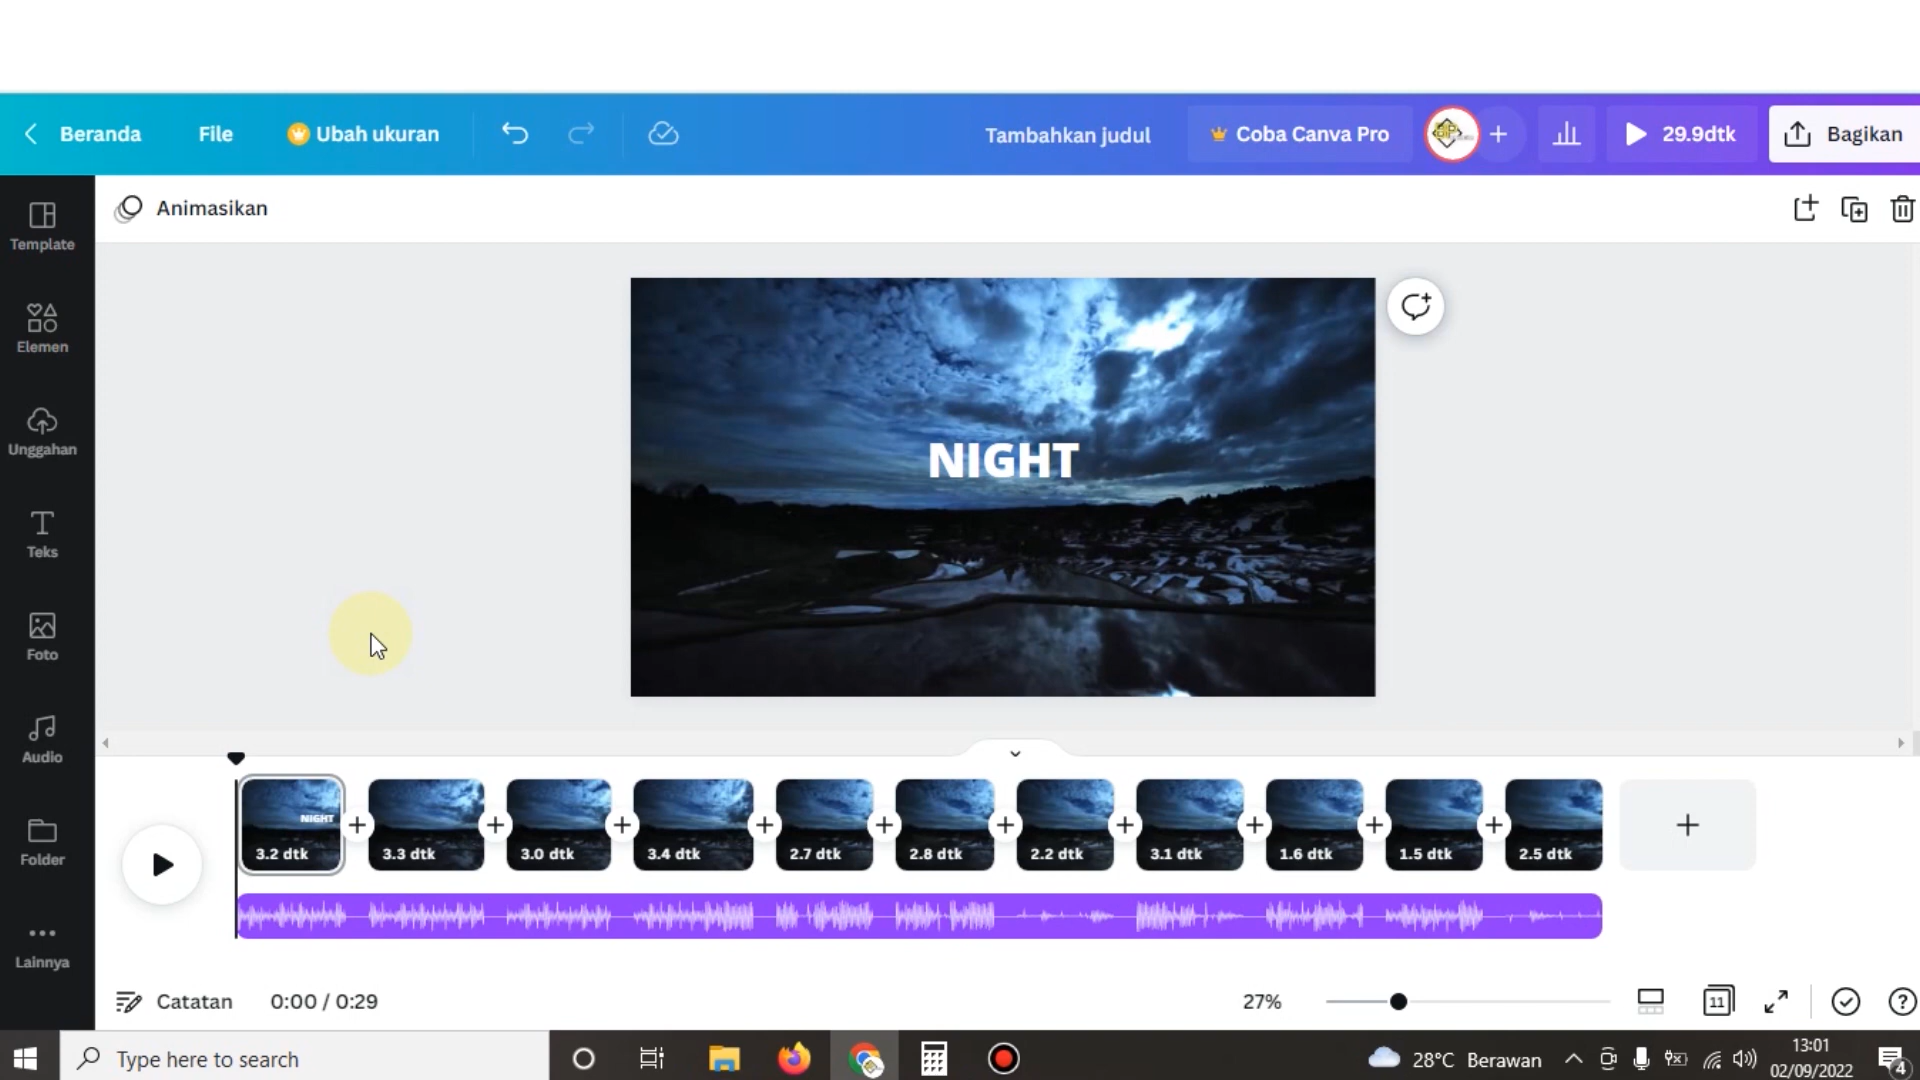 Beranda File Ubah ukuran Tambahkan judul Coba Canva Pro 29.9dtk Bagikan
Animasikan
Template
Elemen
Unggahan
Teks
Foto
Audio
Folder
Lainnya
NIGHT
NIGHT
3.2 dtk 3.3 dtk 3.0 dtk 3.4 dtk 2.7 dtk 2.8 dtk 2.2 dtk 3.1 dtk 1.6 dtk 1.5 dtk 2.5 dtk
Catatan 0:00 / 0:29 27% 11
Type here to search 28°C Berawan 13:01
02/09/2022 4